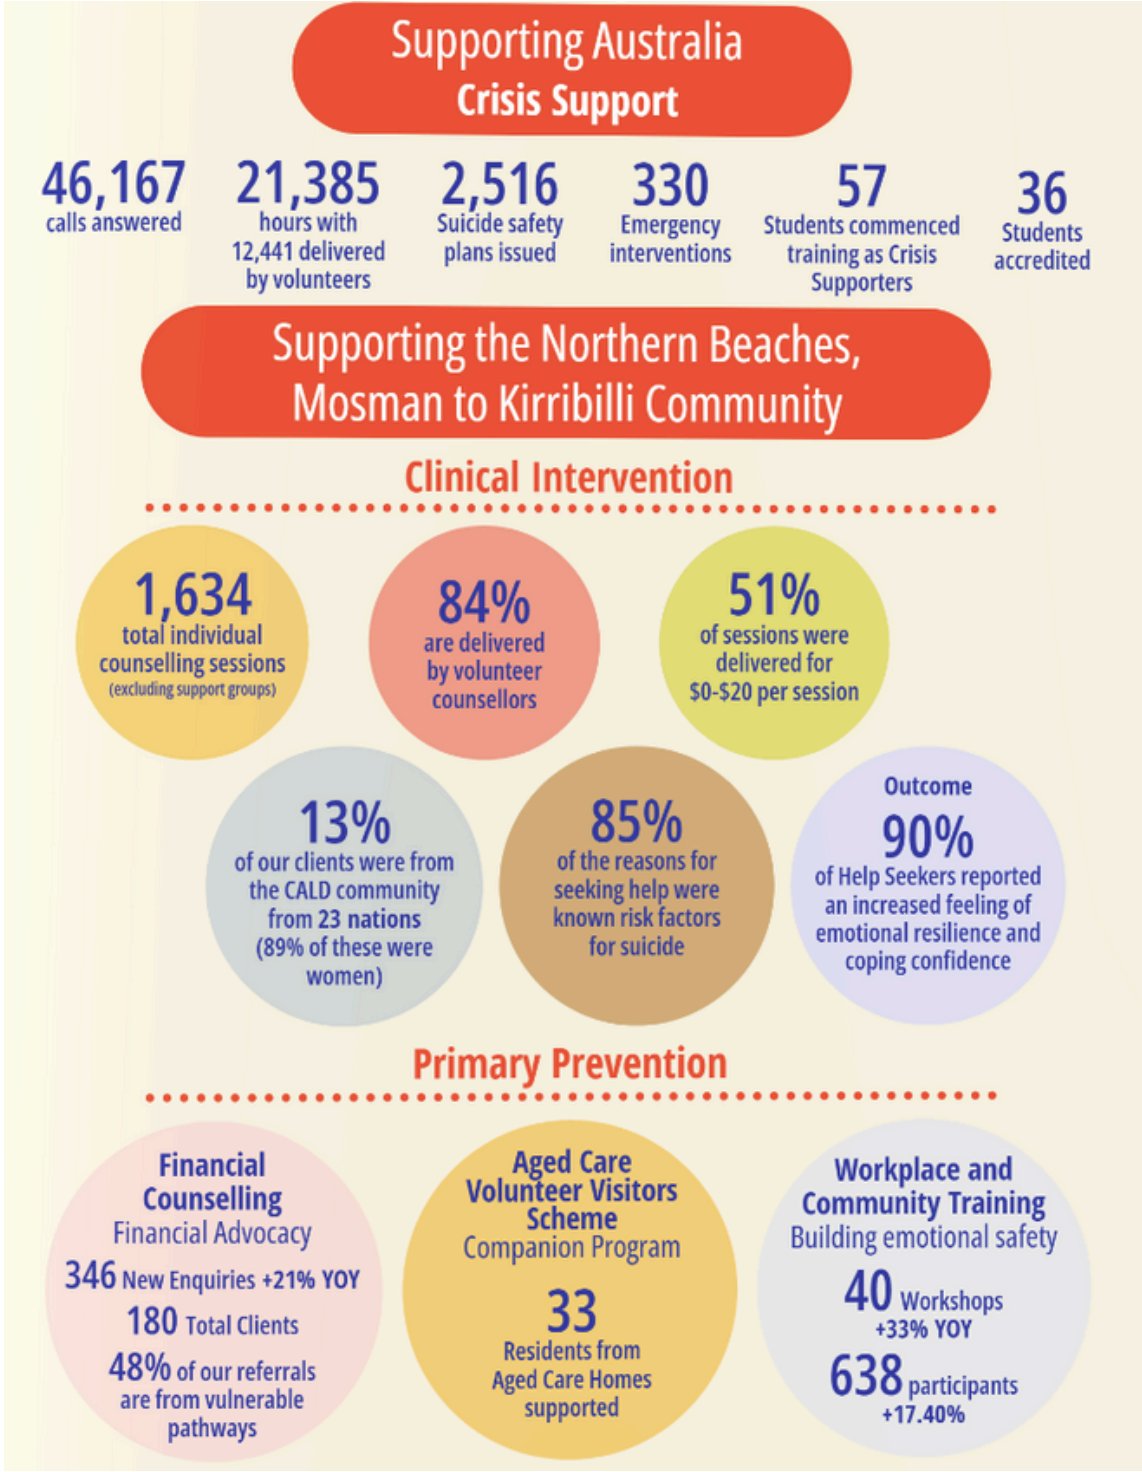 Supporting Australia
Crisis Support
46,167
calls answered
21,385
hours with
12,441 delivered
by volunteers
2,516
Suicide safety
plans issued
330
Emergency
interventions
57
Students commenced
training as Crisis
Supporters
36
Students
accredited
Supporting the Northern Beaches,
Mosman to Kirribilli Community
Clinical Intervention
1,634
total individual
counselling sessions
(excluding support groups)
84%
are delivered
by volunteer
counsellors
51%
of sessions were
delivered for
$0-$20 per session
13%
of our clients were from
the CALD community
from 23 nations
(89% of these were
women)
85%
of the reasons for
seeking help were
known risk factors
for suicide
Outcome
90%
of Help Seekers reported
an increased feeling of
emotional resilience and
coping confidence
Primary Prevention
Financial
Counselling
Financial Advocacy
346 New Enquiries +21% YOY
180 Total Clients
48% of our referrals
are from vulnerable
pathways
Aged Care
Volunteer Visitors
Scheme
Companion Program
33
Residents from
Aged Care Homes
supported
Workplace and
Community Training
Building emotional safety
40 Workshops
+33% YOY
638 participants
+17.40%